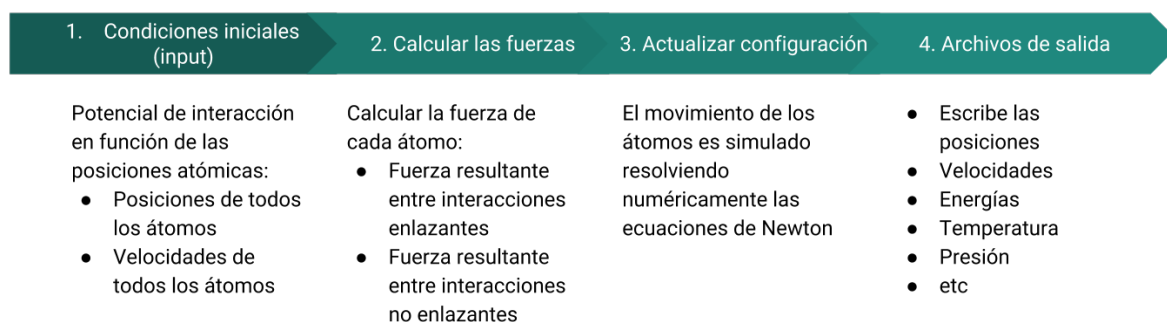 1. Condiciones iniciales
(input)
2. Calcular las fuerzas
3. Actualizar configuración
4. Archivos de salida
Potencial de interacción
en función de las
posiciones atómicas:
● Posiciones de todos
los átomos
● Velocidades de
todos los átomos
Calcular la fuerza de
cada átomo:
● Fuerza resultante
entre interacciones
enlazantes
● Fuerza resultante
entre interacciones
no enlazantes
El movimiento de los
átomos es simulado
resolviendo
numéricamente las
ecuaciones de Newton
● Escribe las
posiciones
● Velocidades
● Energías
● Temperatura
● Presión
● etc